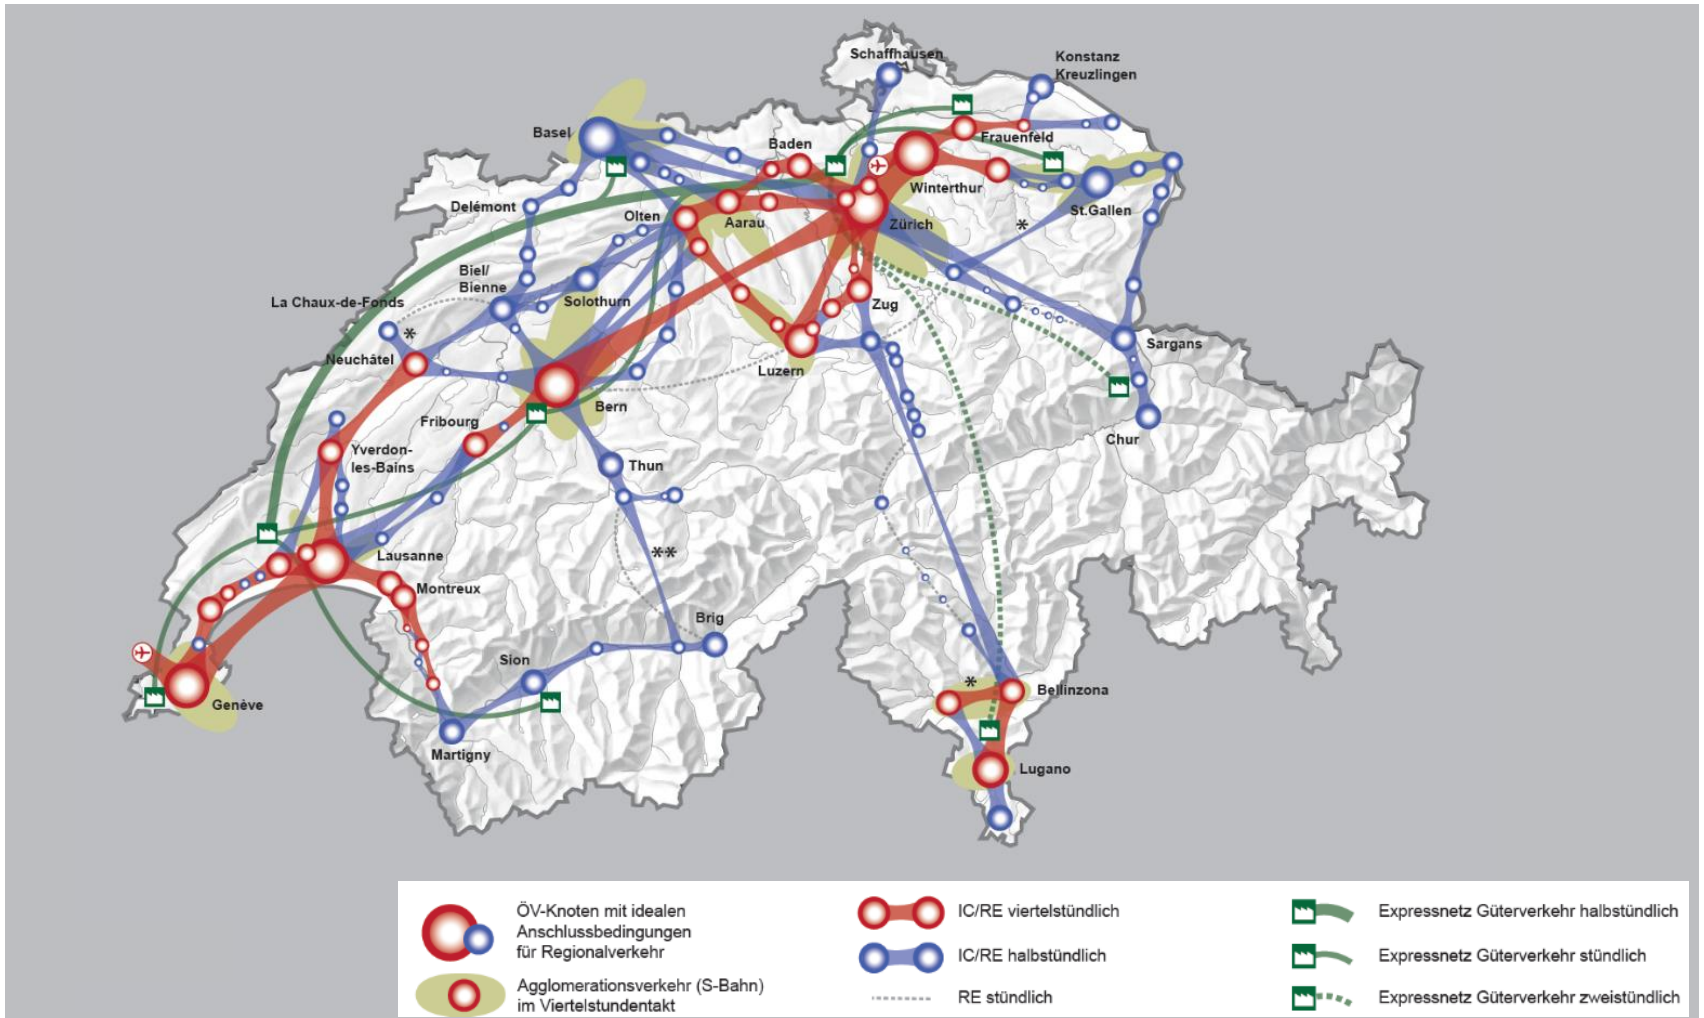 Schaffhausen
Konstanz
Kreuzlingen
Basel
Baden
Frauenfeld
Winterthur
Delémont
Olten
Aarau
Zürich
St.Gallen
*
Biel/
Bienne
La Chaux-de-Fonds
Solothurn
Zug
*
Neuchâtel
Luzern
Sargans
Bern
Fribourg
Chur
Yverdon-
les-Bains
Thun
Lausanne
**
Montreux
Brig
Sion
*
Bellinzona
Genève
Martigny
Lugano
ÖV-Knoten mit idealen
Anschlussbedingungen
für Regionalverkehr
Agglomerationsverkehr (S-Bahn)
im Viertelstundentakt
IC/RE viertelstündlich
IC/RE halbstündlich
RE stündlich
Expressnetz Güterverkehr halbstündlich
Expressnetz Güterverkehr stündlich
Expressnetz Güterverkehr zweistündlich